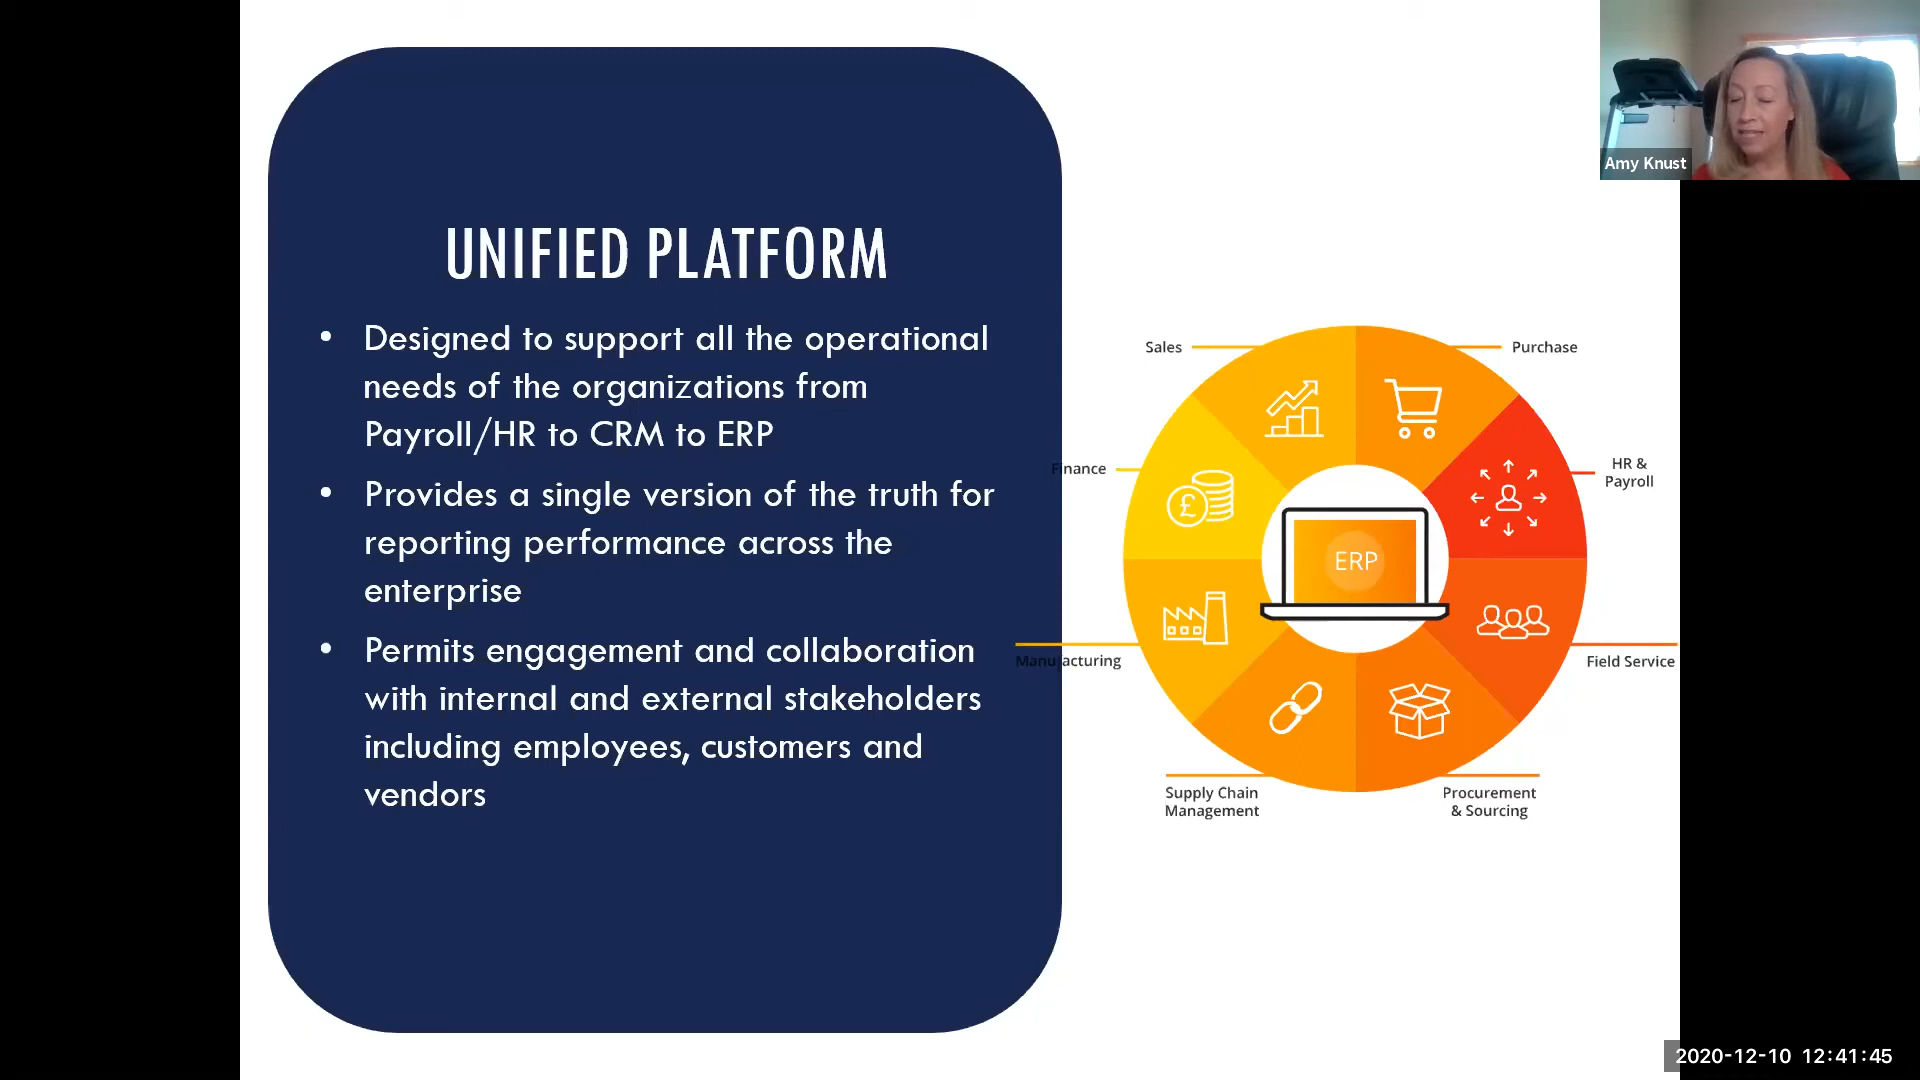 UNIFIED PLATFORM
• Designed to support all the operational
needs of the organizations from
Payroll/HR to CRM to ERP
• Provides a single version of the truth for
reporting performance across the
enterprise
• Permits engagement and collaboration
with internal and external stakeholders
including employees, customers and
vendors
Sales
Purchase
Finance
HR &
Payroll
£
ERP
Manufacturing
Field Service
Supply Chain
Management
Procurement
& Sourcing
Amy Knust
2020-12-10 12:41:45